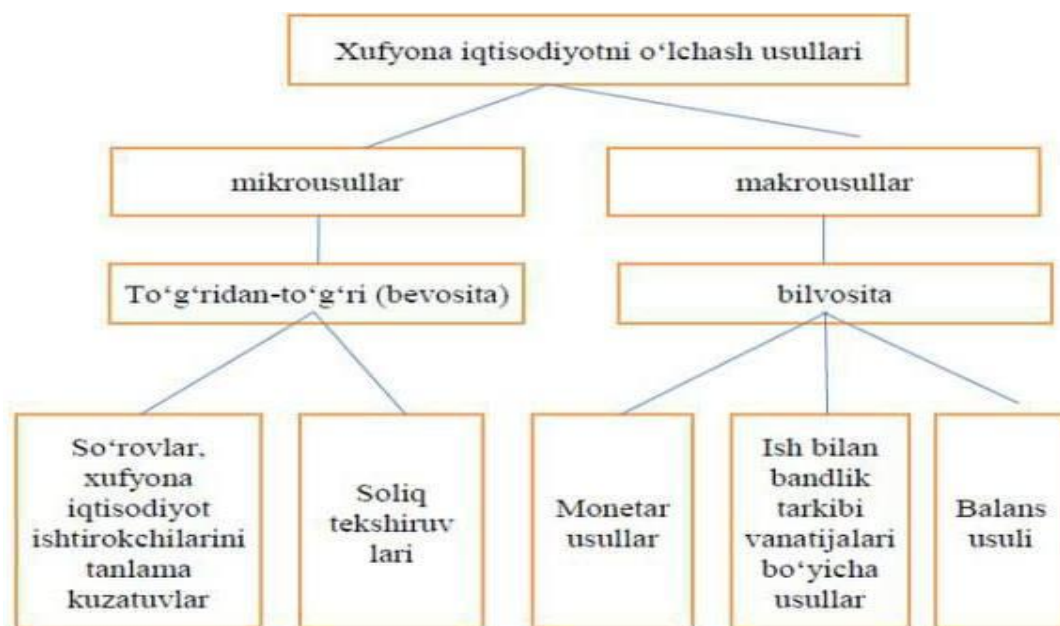 Xufyona iqtisodiyotni o‘lchash usullari
mikrousullar
makrousullar
To‘g‘ridan-to‘g‘ri (bevosita)
bilvosita
So‘rovlar,
xufyona
iqtisodiyot
ishtirokchilarini
tanlama
kuzatuvlar
Soliq
tekshiruv
lari
Monetar
usullar
Ish bilan
bandlik
tarkibi
vanatijalari
bo‘yicha
usullar
Balans
usuli